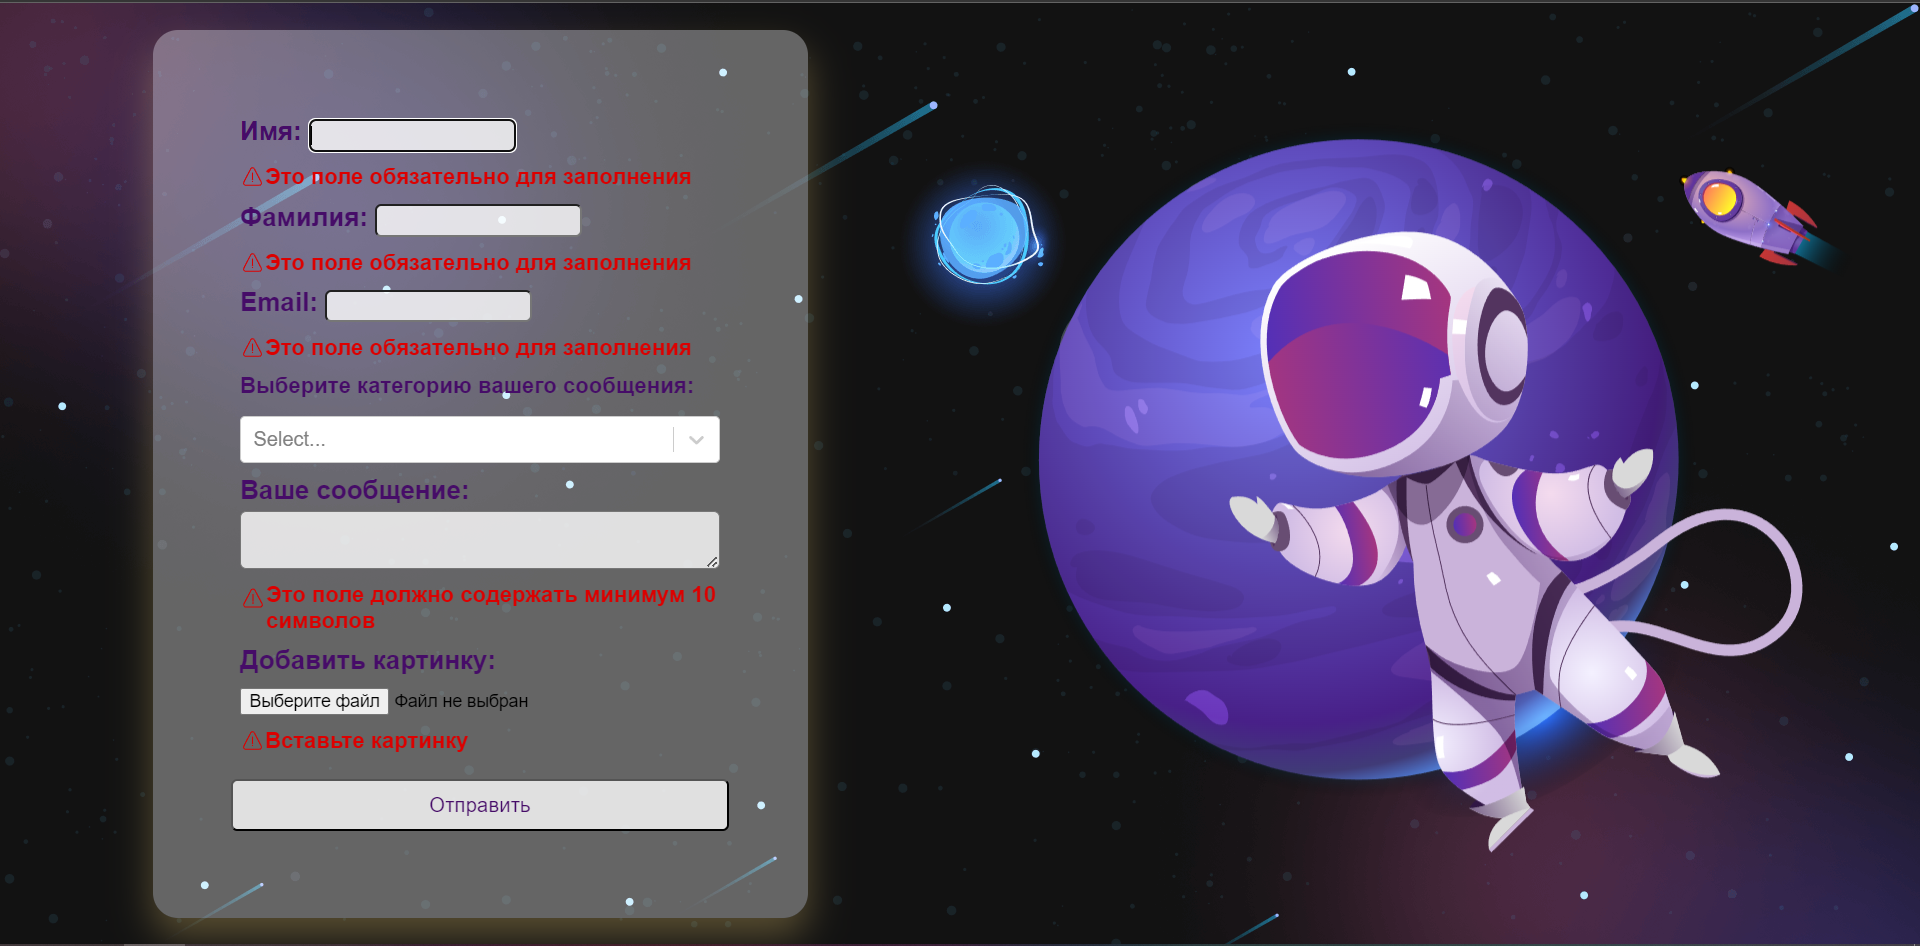 Имя:
Это поле обязательно для заполнения
Фамилия:
Это поле обязательно для заполнения
Email:
Это поле обязательно для заполнения
Выберите категорию вашего сообщения:
Select...
Ваше сообщение:
Это поле должно содержать минимум 10
символов
Добавить картинку:
Выберите файл Файл не выбран
Вставьте картинку
Отправить